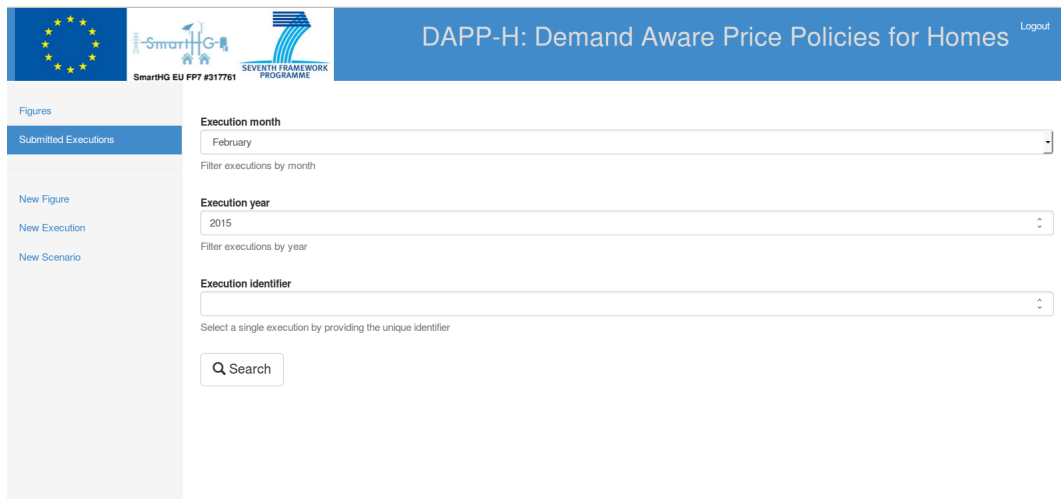 SmartHG
SmartHG EU FP7 #317761
SEVENTH FRAMEWORK
PROGRAMME
DAPP-H: Demand Aware Price Policies for Homes
Logout
Figures
Submitted Executions
New Figure
New Execution
New Scenario
Execution month
February
Filter executions by month
Execution year
2015
Filter executions by year
Execution identifier
Select a single execution by providing the unique identifier
Search